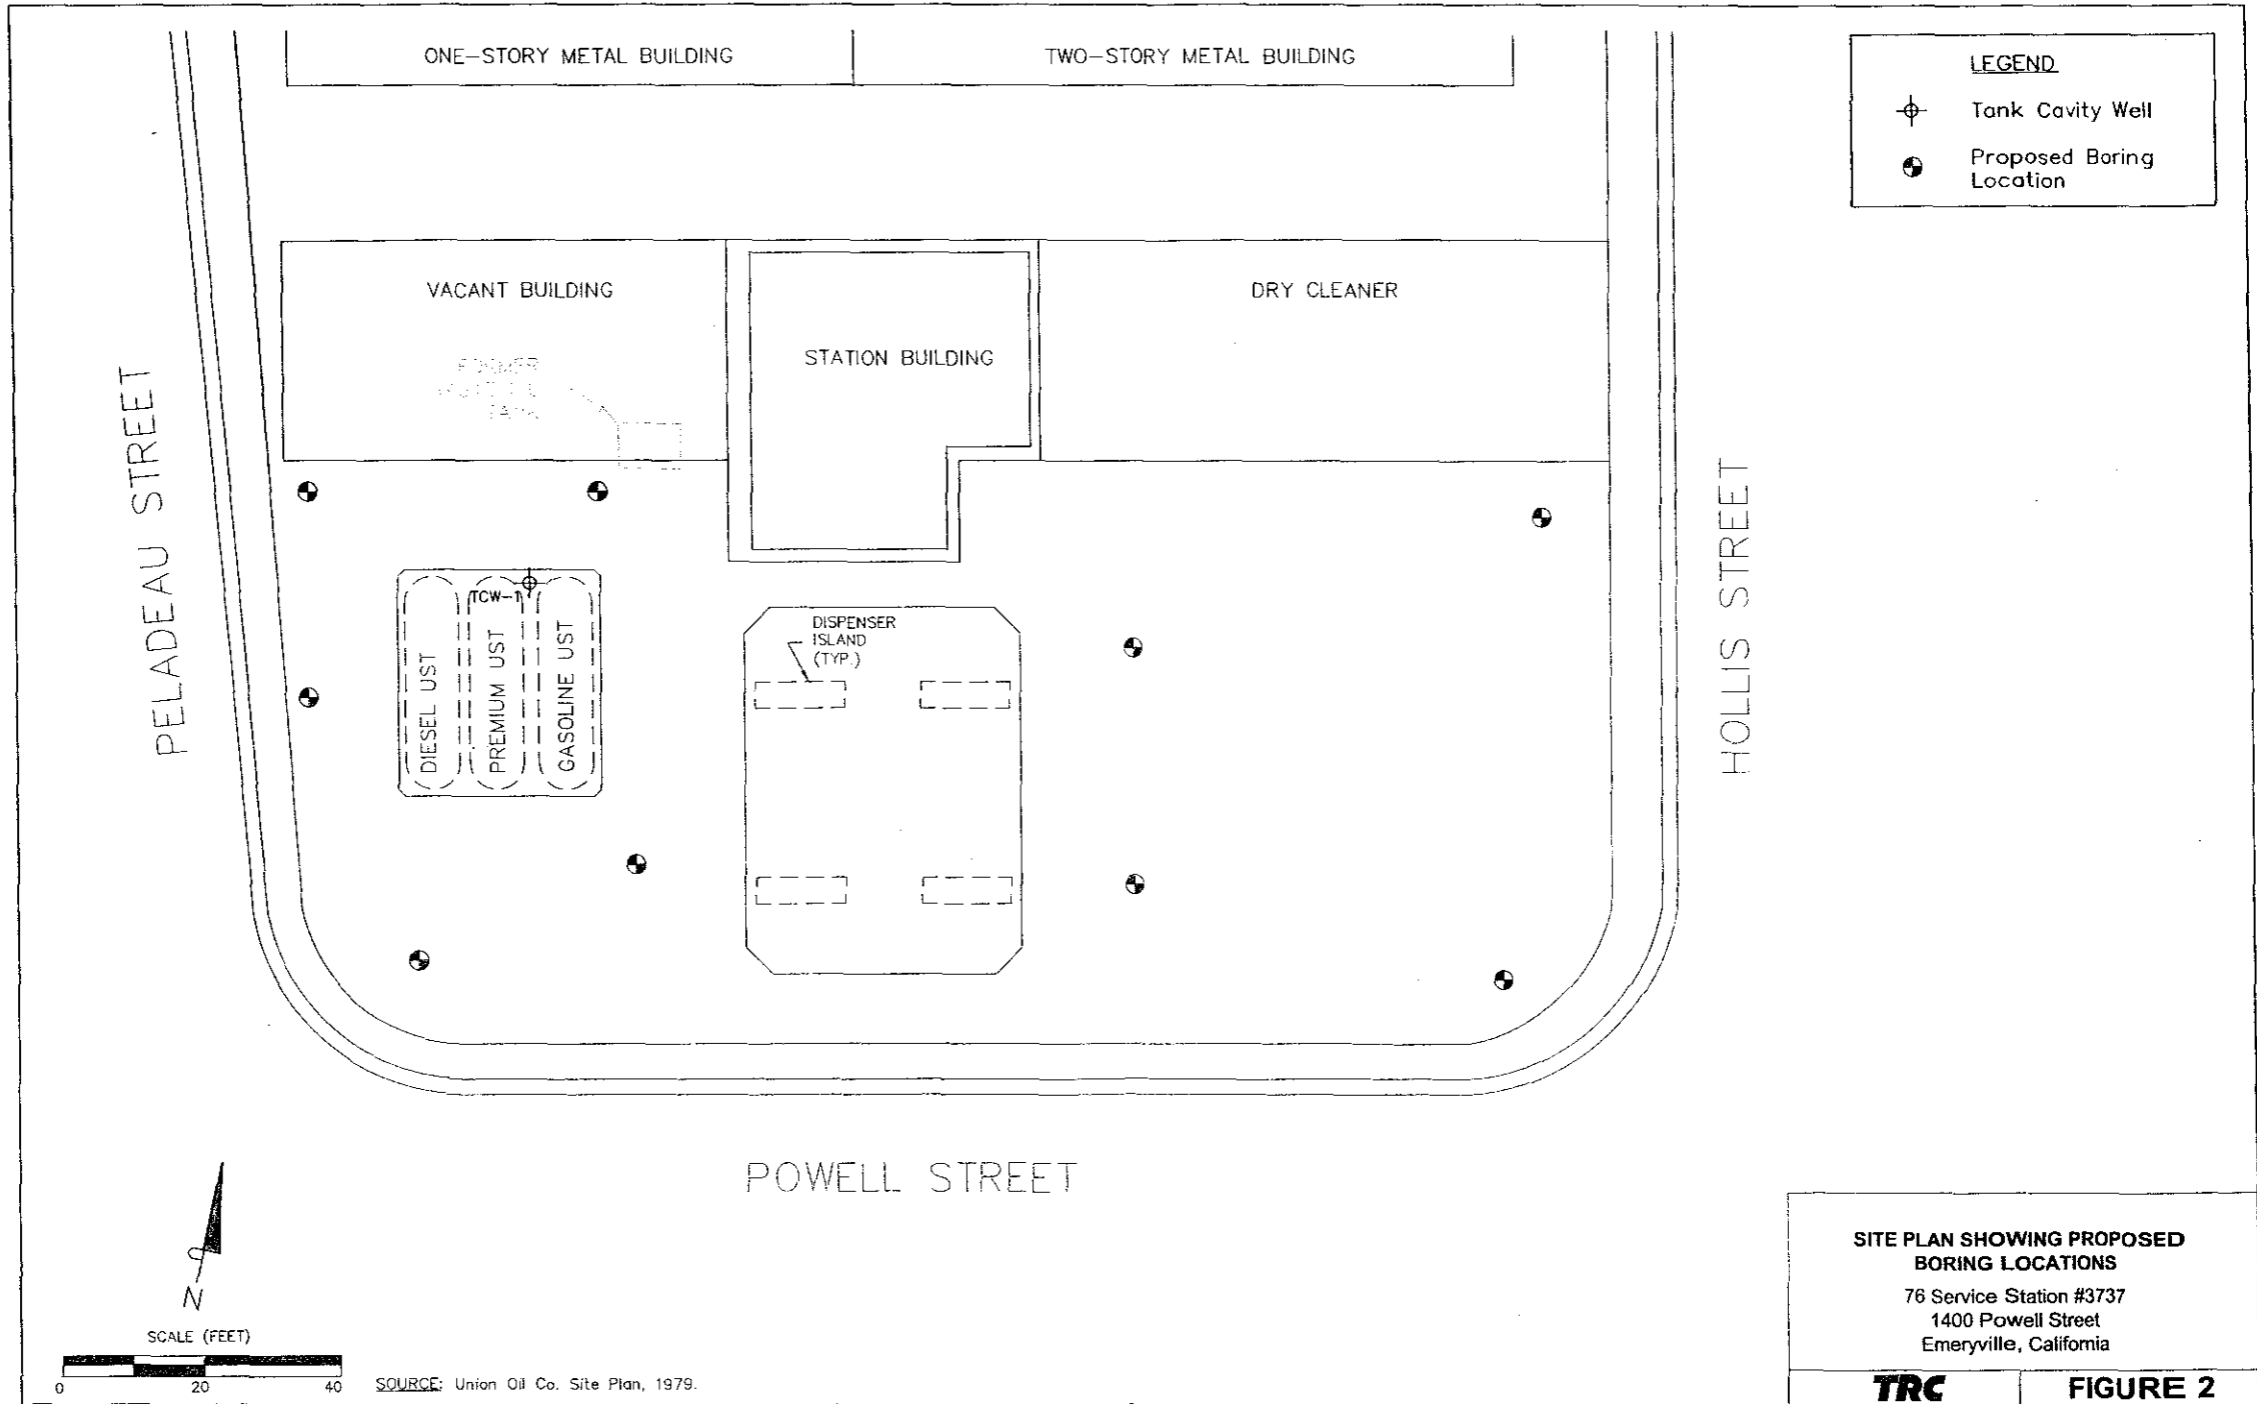 ONE-STORY METAL BUILDING
TWO-STORY METAL BUILDING
LEGEND
Tank Cavity Well
Proposed Boring
Location
VACANT BUILDING
STATION BUILDING
DRY CLEANER
FORMER
TANK
PELADEAU STREET
HOLLIS STREET
TCW-1
DIESEL UST
PREMIUM UST
GASOLINE UST
DISPENSER
ISLAND
(TYP.)
POWELL STREET
N
SCALE (FEET)
0 20 40
SOURCE: Union Oil Co. Site Plan, 1979.
SITE PLAN SHOWING PROPOSED
BORING LOCATIONS
76 Service Station #3737
1400 Powell Street
Emeryville, California
TRC
FIGURE 2